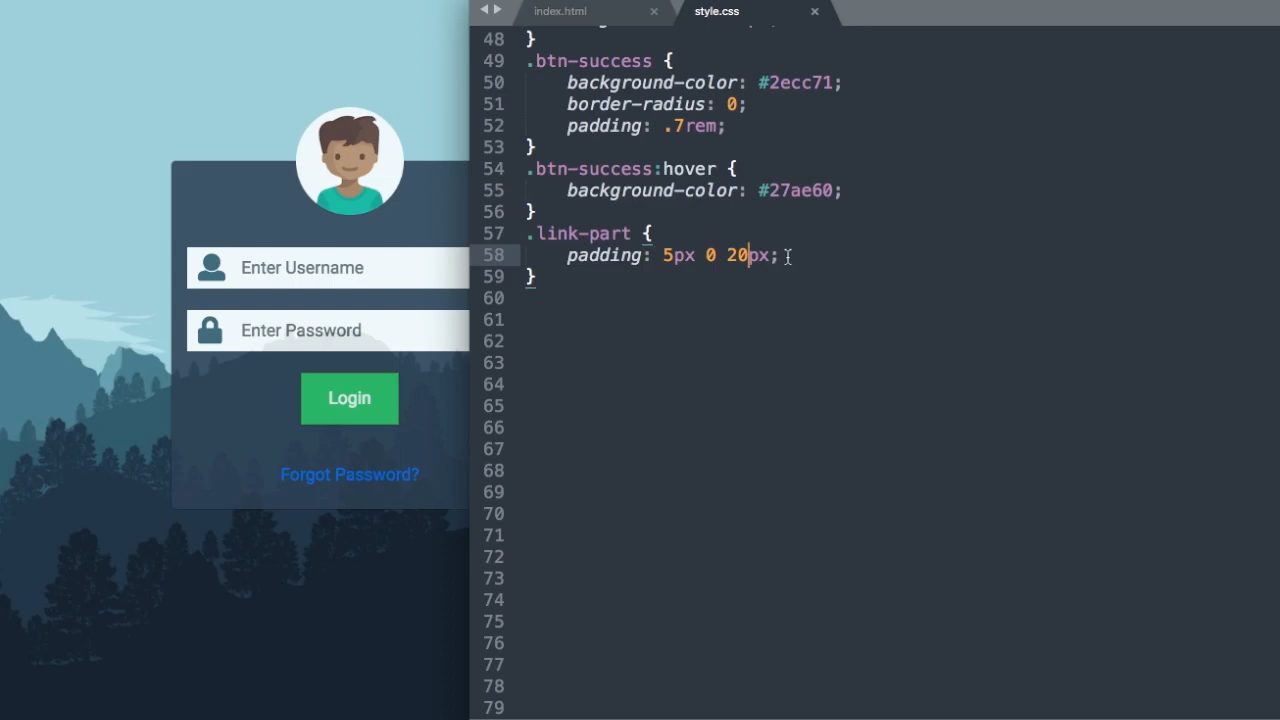 index.html
style.css
48 }
49 .btn-success {
50 background-color: #2ecc71;
51 border-radius: 0;
52 padding: .7rem;
53 }
54 .btn-success:hover {
55 background-color: #27ae60;
56 }
57 .link-part {
58 padding: 5px 0 20px;
59 }
60
61
62
63
64
65
66
67
68
69
70
71
72
73
74
75
76
77
78
79
Enter Username
Enter Password
Login
Forgot Password?